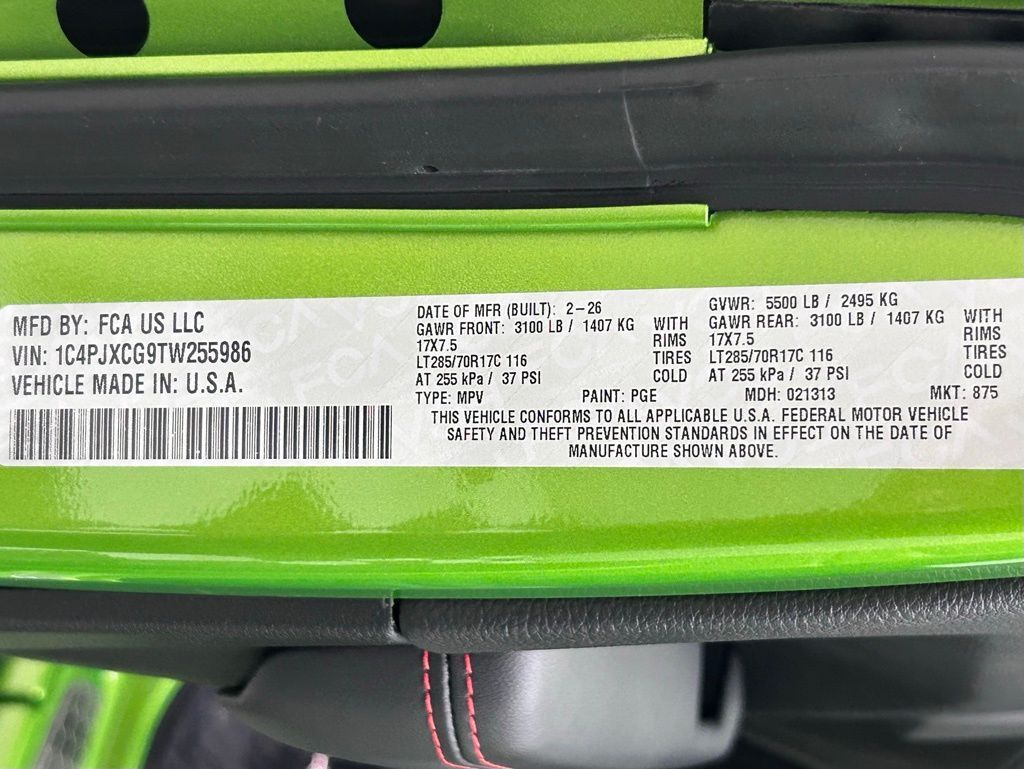 MFD BY: FCA US LLC
VIN: 1C4PJXCG9TW255986
VEHICLE MADE IN: U.S.A.
DATE OF MFR (BUILT): 2-26
GAWR FRONT: 3100 LB / 1407 KG WITH
17X7.5 RIMS
LT285/70R17C 116 TIRES
AT 255 kPa / 37 PSI COLD
GVWR: 5500 LB / 2495 KG
GAWR REAR: 3100 LB / 1407 KG WITH
17X7.5 RIMS
LT285/70R17C 116 TIRES
AT 255 kPa / 37 PSI COLD
TYPE: MPV PAINT: PGE MDH: 021313 MKT: 875
THIS VEHICLE CONFORMS TO ALL APPLICABLE U.S.A. FEDERAL MOTOR VEHICLE
SAFETY AND THEFT PREVENTION STANDARDS IN EFFECT ON THE DATE OF
MANUFACTURE SHOWN ABOVE.